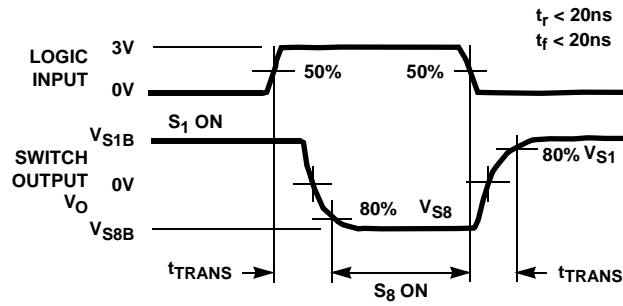 t_r < 20ns
t_f < 20ns
LOGIC
INPUT
3V
50%
50%
0V
S_1 ON
V_S1B
SWITCH
OUTPUT
V_O
0V
80% V_S1
80%
V_S8
V_S8B
t_TRANS
S_8 ON
t_TRANS